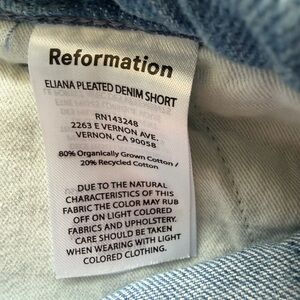 Reformation
ELIANA PLEATED DENIM SHORT
RN143248
2263 E VERNON AVE,
VERNON, CA 90058
80% Organically Grown Cotton /
20% Recycled Cotton
DUE TO THE NATURAL
CHARACTERISTICS OF THIS
FABRIC THE COLOR MAY RUB
OFF ON LIGHT COLORED
FABRICS AND UPHOLSTERY.
CARE SHOULD BE TAKEN
WHEN WEARING WITH LIGHT
COLORED CLOTHING.